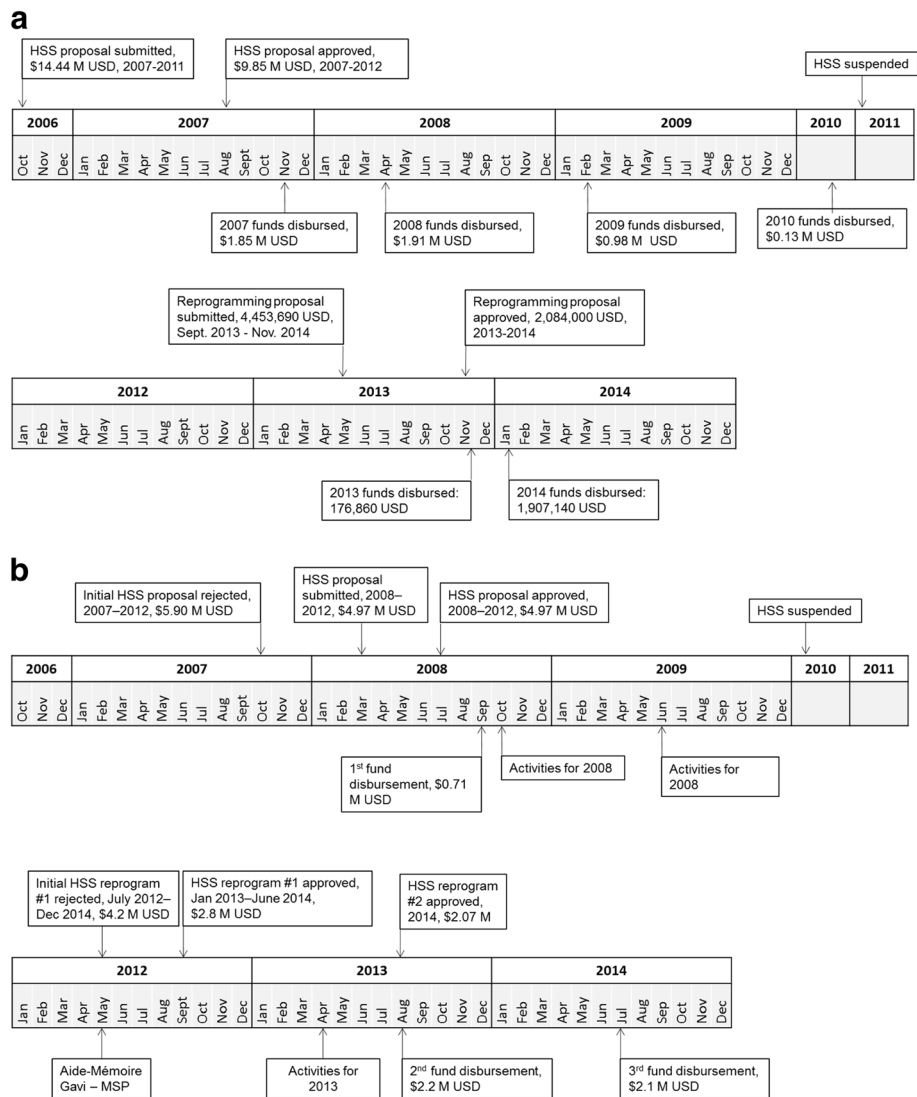 a
HSS proposal submitted,
$14.44 M USD, 2007-2011
HSS proposal approved,
$9.85 M USD, 2007-2012
HSS suspended
2006 2007 2008 2009 2010 2011
Oct Nov Dec Jan Feb Mar Apr May Jun Jul Aug Sept Oct Nov Dec Jan Feb Mar Apr May Jun Jul Aug Sep Oct Nov Dec Jan Feb Mar Apr May Jun Jul Aug Sep Oct Nov Dec
2007 funds disbursed,
$1.85 M USD
2008 funds disbursed,
$1.91 M USD
2009 funds disbursed,
$0.98 M USD
2010 funds disbursed,
$0.13 M USD
Reprogramming proposal
submitted, 4,453,690 USD,
Sept. 2013 - Nov. 2014
Reprogramming proposal
approved, 2,084,000 USD,
2013-2014
2012 2013 2014
Jan Feb Mar Apr May Jun Jul Aug Sept Oct Nov Dec Jan Feb Mar Apr May Jun Jul Aug Sep Oct Nov Dec Jan Feb Mar Apr May Jun Jul Aug Sep Oct Nov Dec
2013 funds disbursed:
176,860 USD
2014 funds disbursed:
1,907,140 USD
b
Initial HSS proposal rejected,
2007–2012, $5.90 M USD
HSS proposal
submitted, 2008–
2012, $4.97 M USD
HSS proposal approved,
2008–2012, $4.97 M USD
HSS suspended
2006 2007 2008 2009 2010 2011
Oct Nov Dec Jan Feb Mar Apr May Jun Jul Aug Sept Oct Nov Dec Jan Feb Mar Apr May Jun Jul Aug Sep Oct Nov Dec Jan Feb Mar Apr May Jun Jul Aug Sep Oct Nov Dec
1st fund
disbursement, $0.71
M USD
Activities for 2008
Activities for
2008
Initial HSS reprogram
#1 rejected, July 2012–
Dec 2014, $4.2 M USD
HSS reprogram #1 approved,
Jan 2013–June 2014,
$2.8 M USD
HSS reprogram
#2 approved,
2014, $2.07 M
2012 2013 2014
Jan Feb Mar Apr May Jun Jul Aug Sept Oct Nov Dec Jan Feb Mar Apr May Jun Jul Aug Sep Oct Nov Dec Jan Feb Mar Apr May Jun Jul Aug Sep Oct Nov Dec
Aide-Mémoire
Gavi – MSP
Activities for
2013
2nd fund disbursement,
$2.2 M USD
3rd fund disbursement,
$2.1 M USD